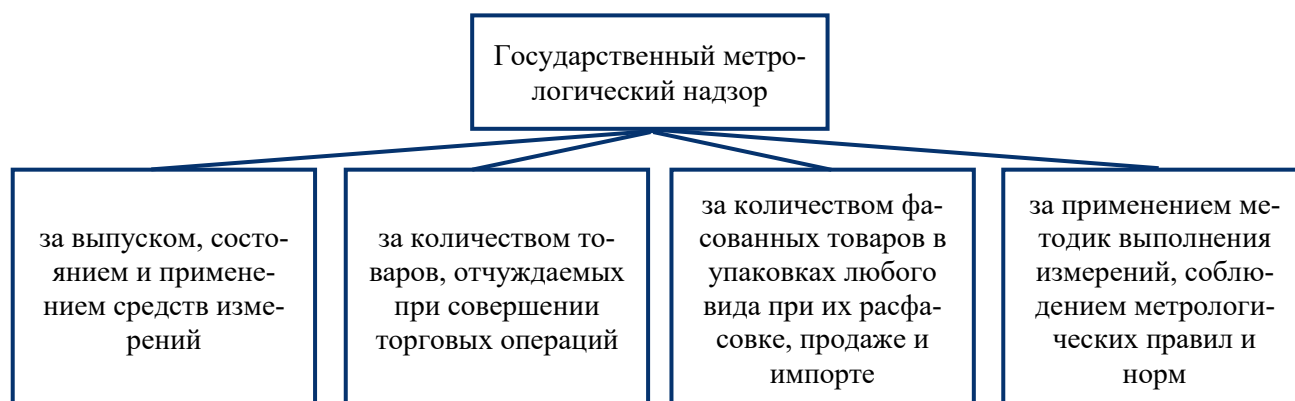 Государственный метро-
логический надзор
за выпуском, состо-
янием и примене-
нием средств изме-
рений
за количеством то-
варов, отчуждаемых
при совершении
торговых операций
за количеством фа-
сованных товаров в
упаковках любого
вида при их расфа-
совке, продаже и
импорте
за применением ме-
тодик выполнения
измерений, соблю-
дением метрологи-
ческих правил и
норм